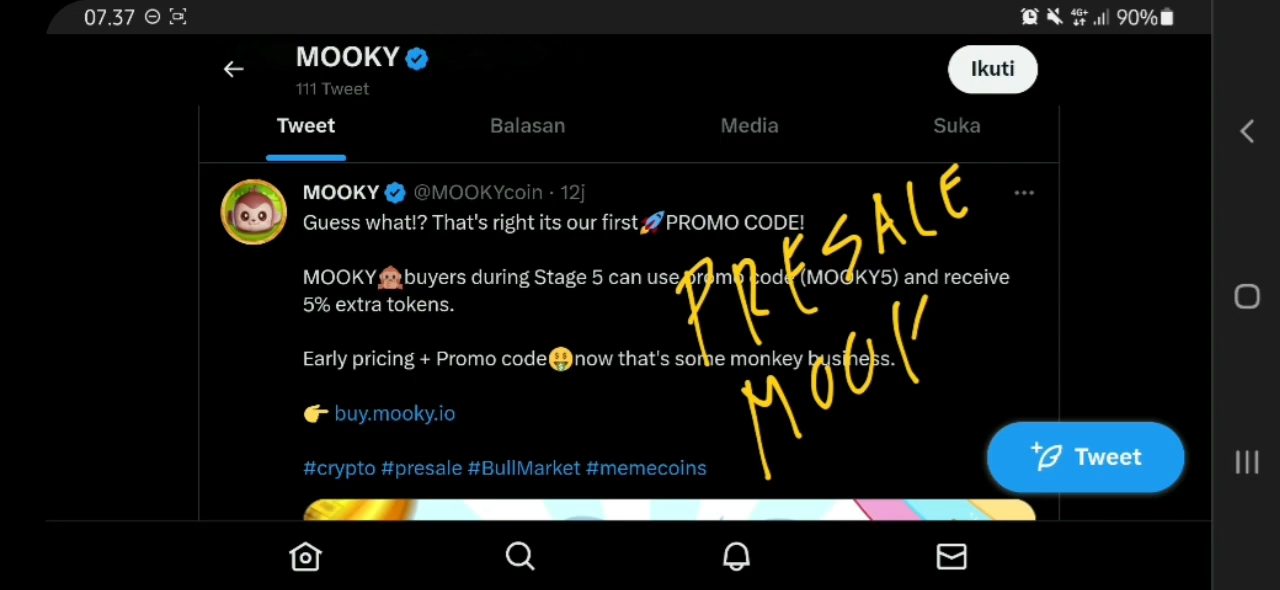 07.37
4G+
90%
MOOKY
111 Tweet
Ikuti
Tweet
Balasan
Media
Suka
MOOKY @MOOKYcoin · 12j
Guess what!? That's right its our first🚀PROMO CODE!
MOOKY🙊buyers during Stage 5 can use promo code (MOOKY5) and receive
5% extra tokens.
Early pricing + Promo code🤑now that's some monkey business.
👉 buy.mooky.io
#crypto #presale #BullMarket #memecoins
PRESALE
MOOK
Tweet